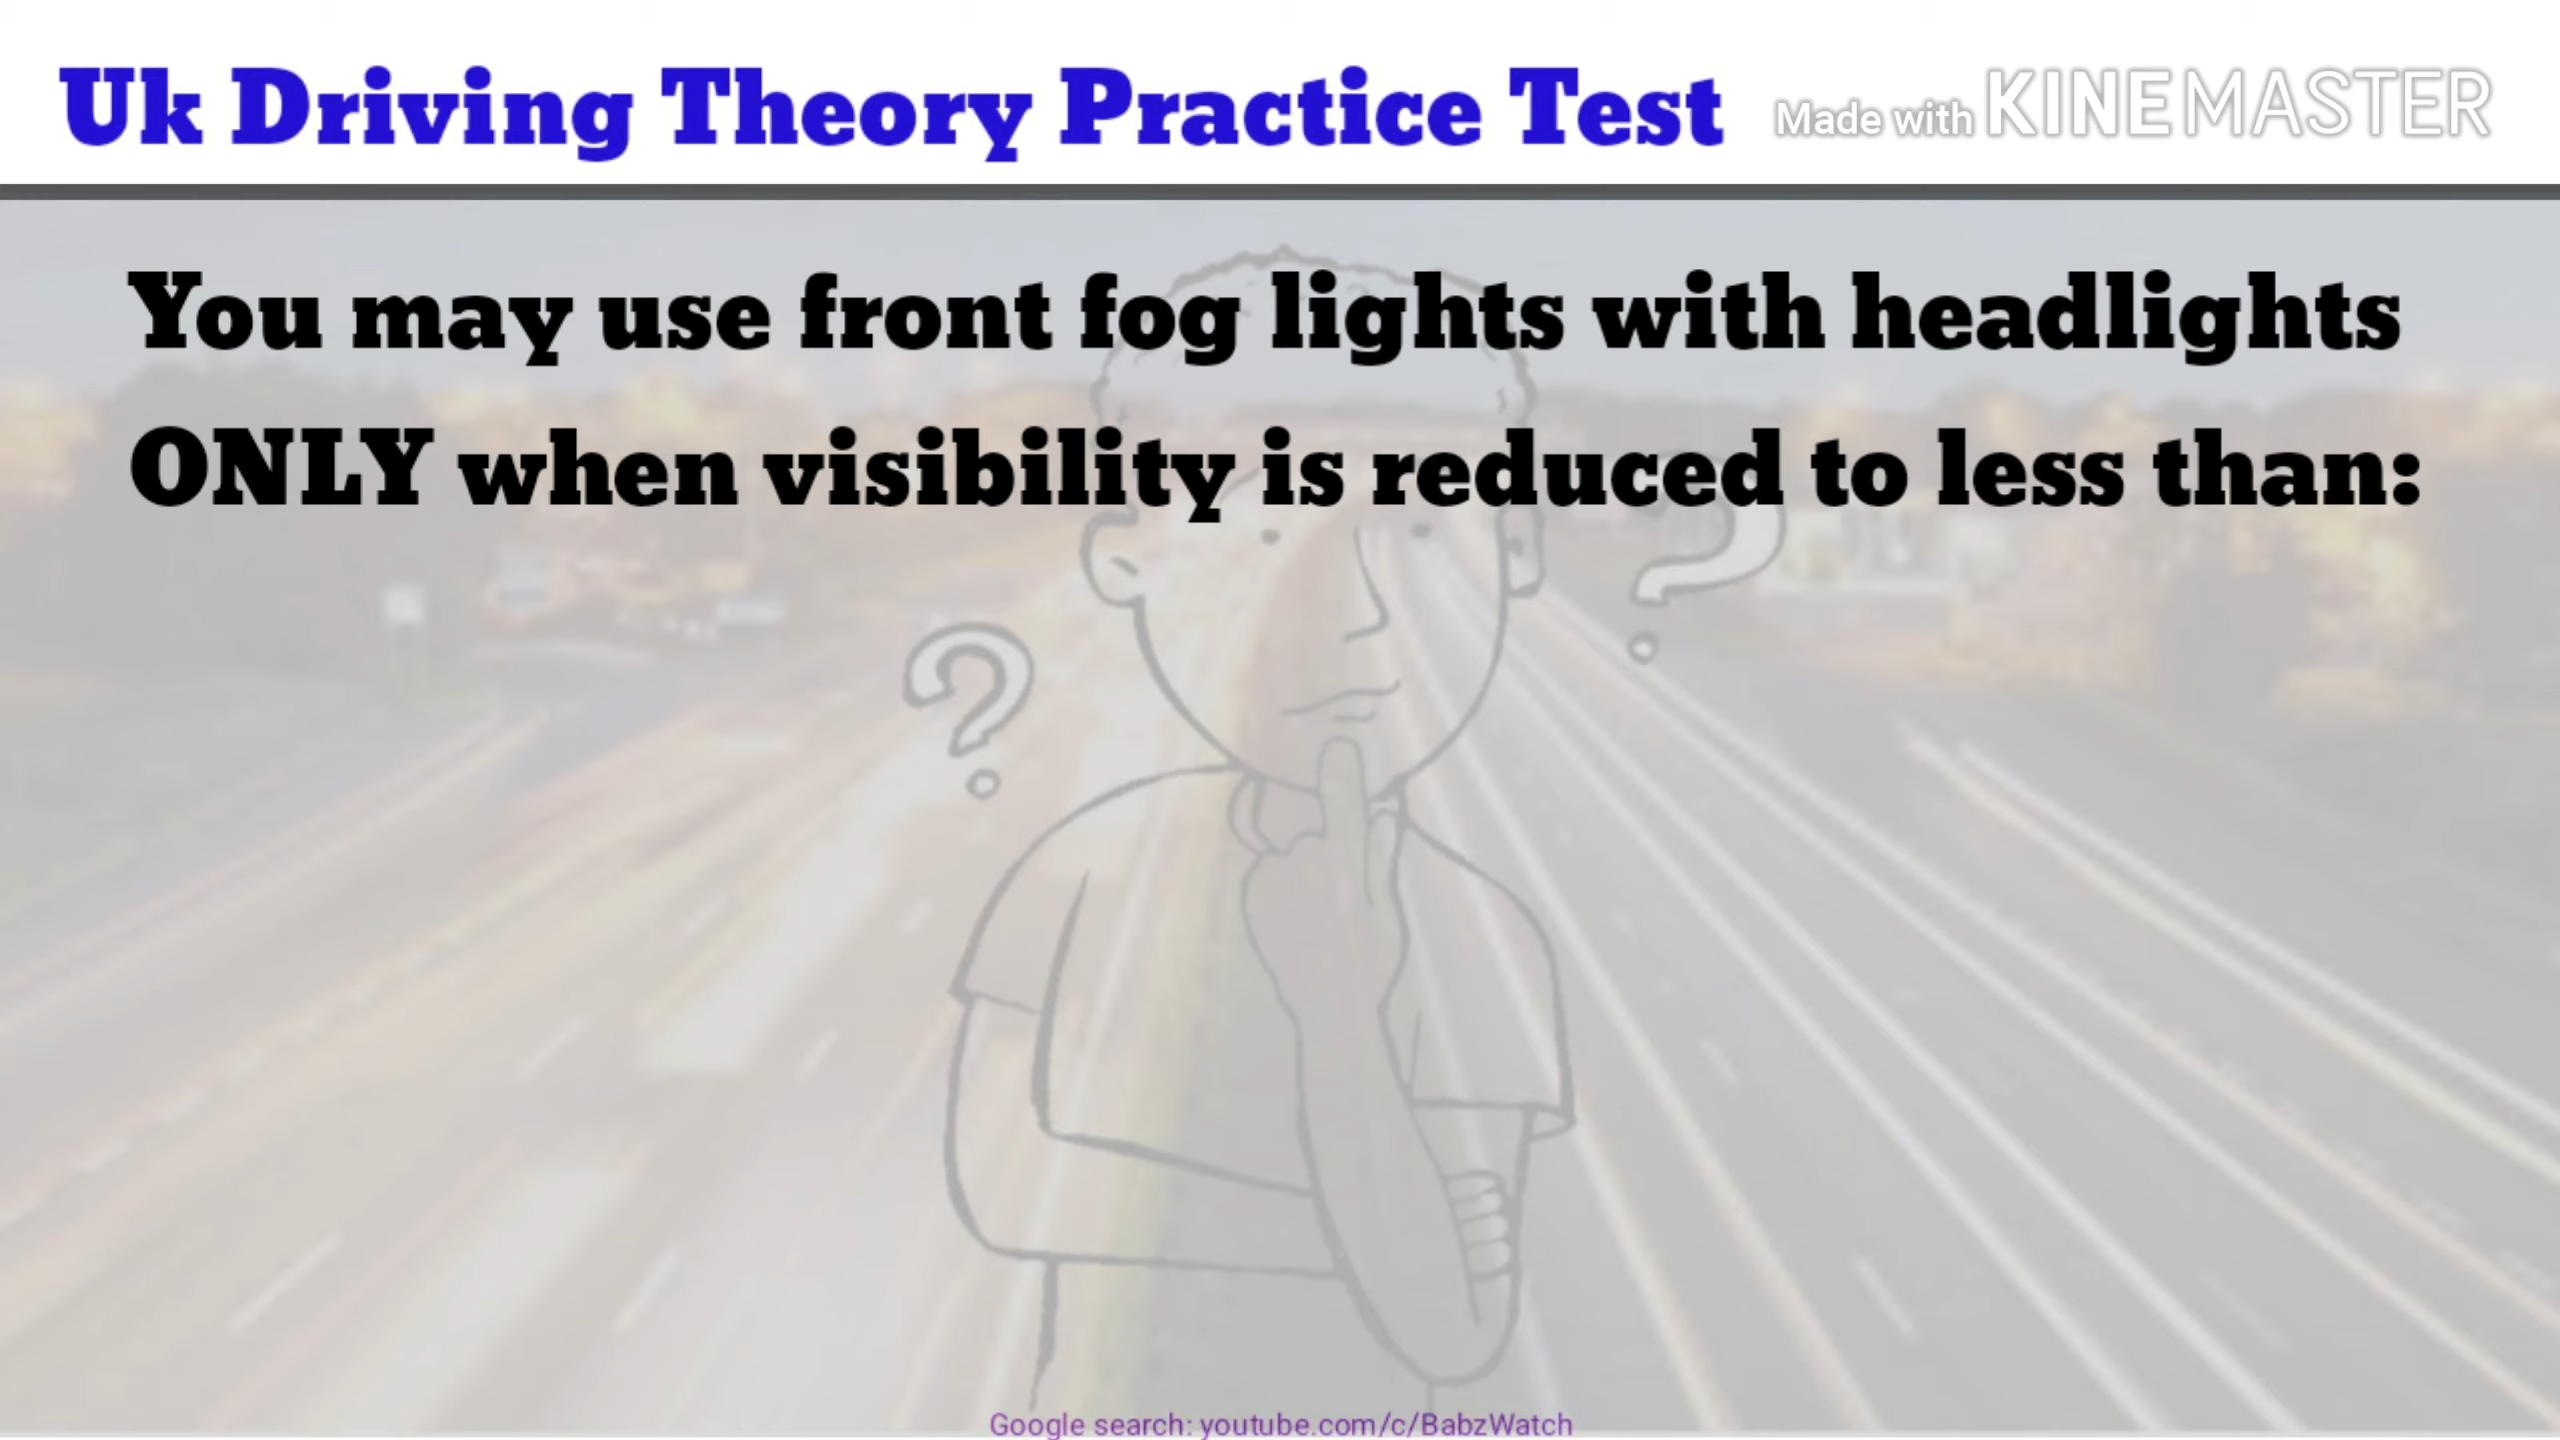 Uk Driving Theory Practice Test
Made with KINEMASTER
You may use front fog lights with headlights
ONLY when visibility is reduced to less than:
? ?
Google search: youtube.com/c/BabzWatch